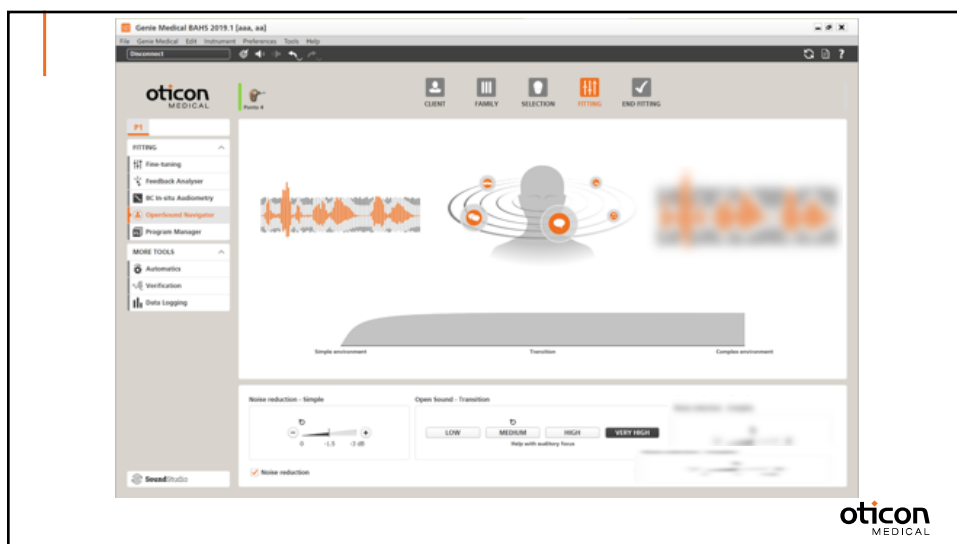 Genie Medical BAHS 2019.1 [aaa, aa]
File Genie Medical Edit Instrument Preferences Tools Help
Disconnect
?
oticon
MEDICAL
Ponto 4
CLIENT FAMILY SELECTION FITTING END FITTING
P1
FITTING
Fine-tuning
Feedback Analyser
BC In-situ Audiometry
OpenSound Navigator
Program Manager
MORE TOOLS
Automatics
Verification
Data Logging
Simple environment Transition Complex environment
Noise reduction - Simple
0 -1.5 -3 dB
Noise reduction
Open Sound - Transition
LOW MEDIUM HIGH VERY HIGH
Help with auditory focus
SoundStudio
oticon
MEDICAL